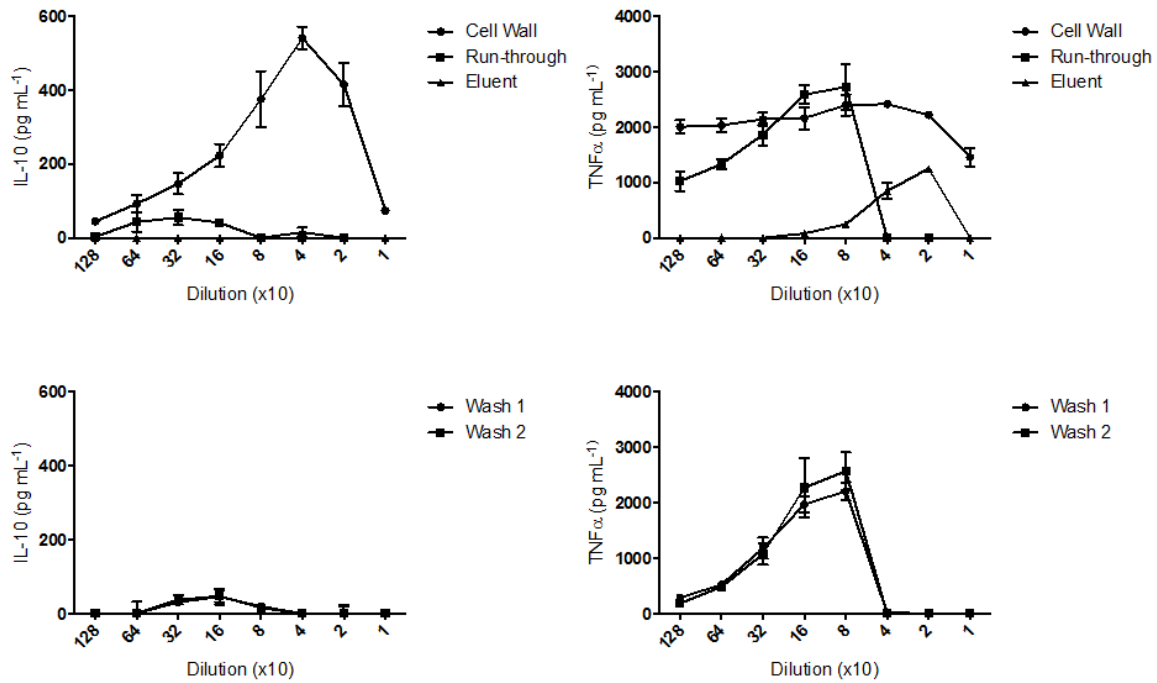 IL-10 (pg mL⁻¹)
600
400
200
0
128
64
32
16
8
4
2
1
Dilution (x10)
Cell Wall
Run-through
Eluent
TNFα (pg mL⁻¹)
4000
3000
2000
1000
0
128
64
32
16
8
4
2
1
Dilution (x10)
Cell Wall
Run-through
Eluent
IL-10 (pg mL⁻¹)
600
400
200
0
128
64
32
16
8
4
2
1
Dilution (x10)
Wash 1
Wash 2
TNFα (pg mL⁻¹)
4000
3000
2000
1000
0
128
64
32
16
8
4
2
1
Dilution (x10)
Wash 1
Wash 2